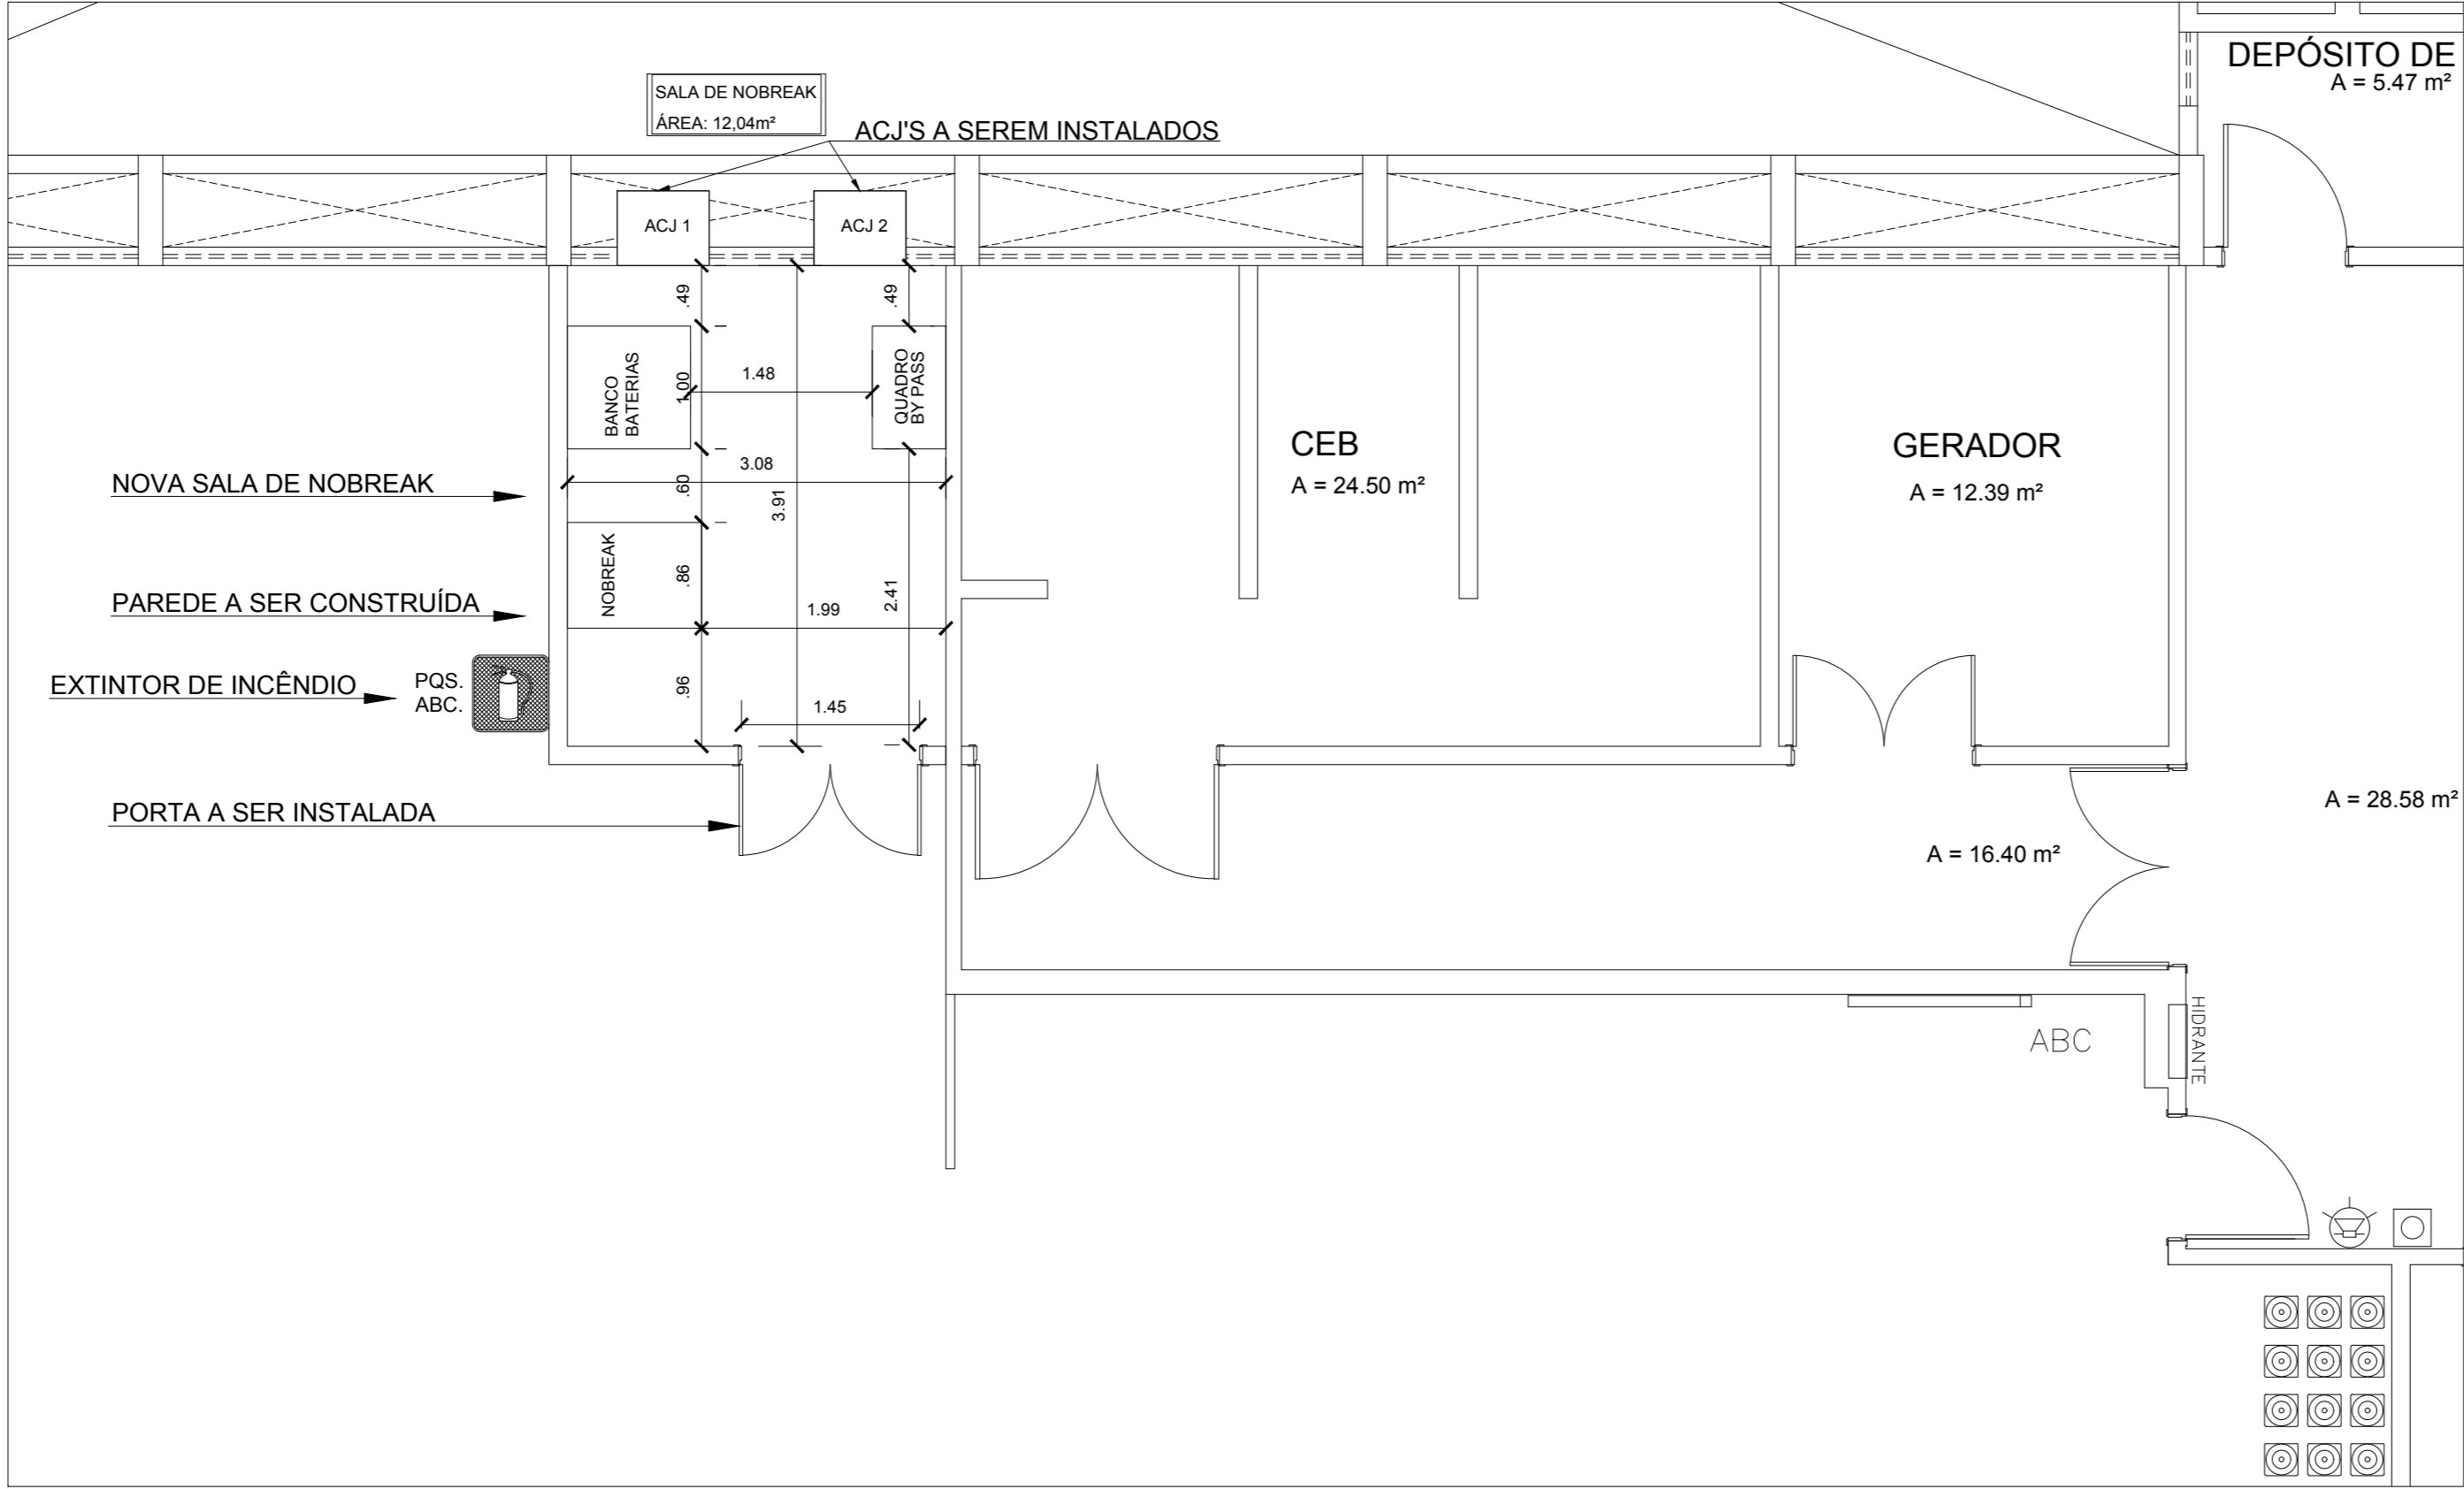 DEPÓSITO DE
A = 5.47 m²
SALA DE NOBREAK
ÁREA: 12,04m²
ACJ'S A SEREM INSTALADOS
ACJ 1
ACJ 2
.49
.49
BANCO
BATERIAS
1.00
1.48
QUADRO
BY PASS
CEB
A = 24.50 m²
GERADOR
A = 12.39 m²
3.08
NOVA SALA DE NOBREAK
.60
3.91
NOBREAK
.86
2.41
PAREDE A SER CONSTRUÍDA
1.99
EXTINTOR DE INCÊNDIO
PQS.
ABC.
.96
1.45
PORTA A SER INSTALADA
A = 28.58 m²
A = 16.40 m²
HIDRANTE
ABC